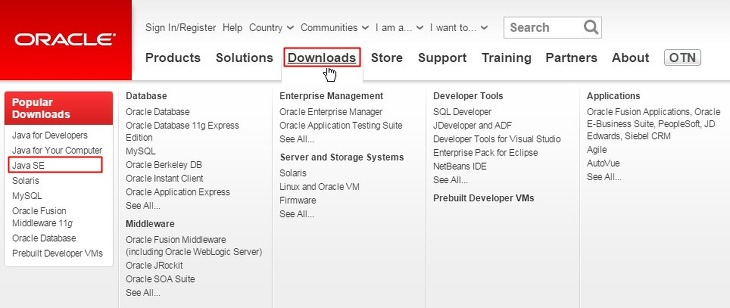 ORACLE®
Sign In/Register Help Country Communities I am a... I want to... Search
Products Solutions Downloads Store Support Training Partners About OTN
Popular
Downloads
Java for Developers
Java for Your Computer
Java SE
Solaris
MySQL
Oracle Fusion
Middleware 11g
Oracle Database
Prebuilt Developer VMs
Database
Oracle Database
Oracle Database 11g Express
Edition
MySQL
Oracle Berkeley DB
Oracle Instant Client
Oracle Application Express
See All...
Middleware
Oracle Fusion Middleware
(including Oracle WebLogic Server)
Oracle JRockit
Oracle SOA Suite
See All...
Enterprise Management
Oracle Enterprise Manager
Oracle Application Testing Suite
See All...
Server and Storage Systems
Solaris
Linux and Oracle VM
Firmware
See All...
Developer Tools
SQL Developer
JDeveloper and ADF
Developer Tools for Visual Studio
Enterprise Pack for Eclipse
NetBeans IDE
See All...
Prebuilt Developer VMs
Applications
Oracle Fusion Applications, Oracle
E-Business Suite, PeopleSoft, JD
Edwards, Siebel CRM
Agile
AutoVue
See All...